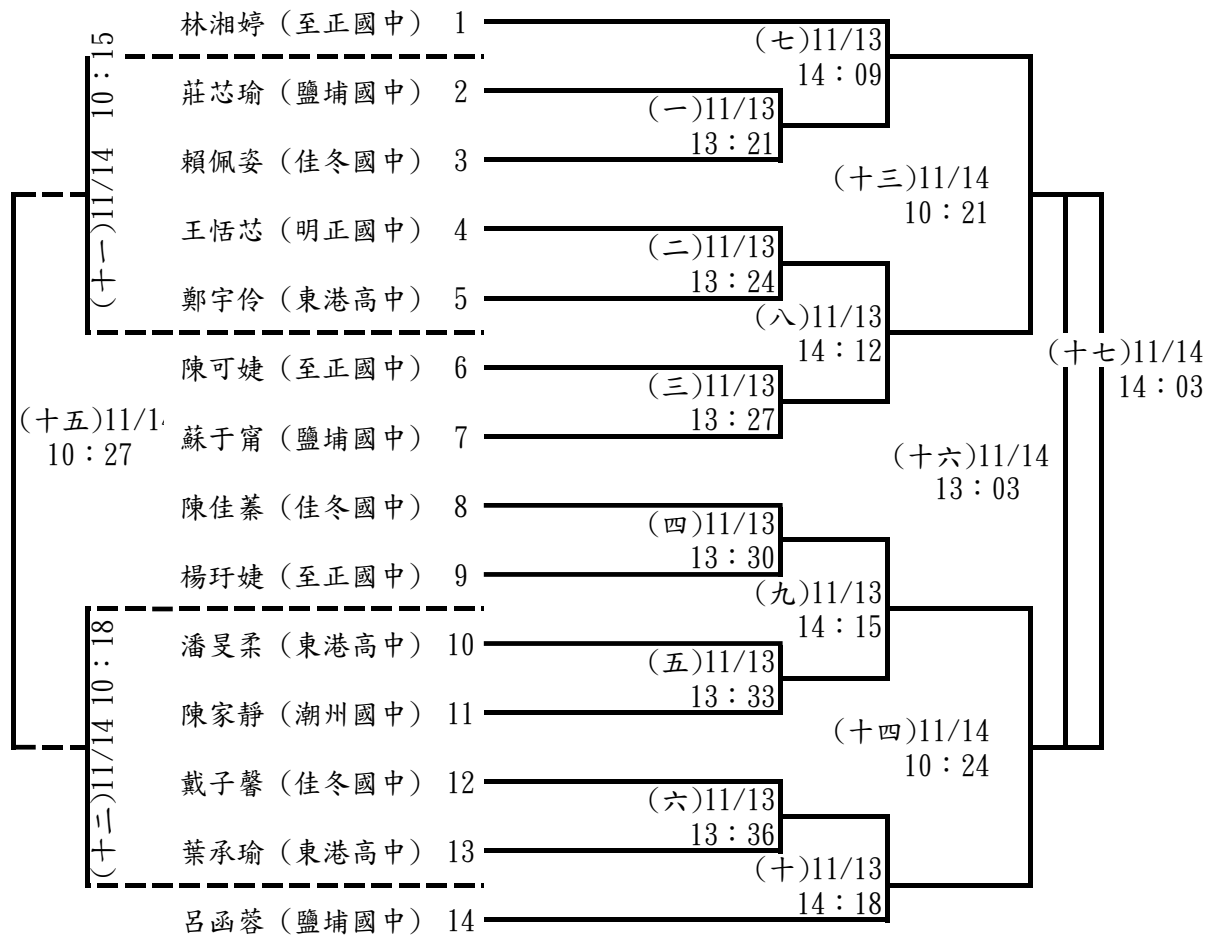 林湘婷 (至正國中) 1
莊芯瑜 (鹽埔國中) 2
賴佩姿 (佳冬國中) 3
王恬芯 (明正國中) 4
鄭宇伶 (東港高中) 5
陳可婕 (至正國中) 6
蘇于甯 (鹽埔國中) 7
陳佳蓁 (佳冬國中) 8
楊玗婕 (至正國中) 9
潘旻柔 (東港高中) 10
陳家靜 (潮州國中) 11
戴子馨 (佳冬國中) 12
葉承瑜 (東港高中) 13
呂函蓉 (鹽埔國中) 14
(十一)11/14 10：15
(十二)11/14 10：18
(十五)11/1
10：27
(一)11/13
13：21
(二)11/13
13：24
(三)11/13
13：27
(四)11/13
13：30
(五)11/13
13：33
(六)11/13
13：36
(七)11/13
14：09
(八)11/13
14：12
(九)11/13
14：15
(十)11/13
14：18
(十三)11/14
10：21
(十四)11/14
10：24
(十六)11/14
13：03
(十七)11/14
14：03